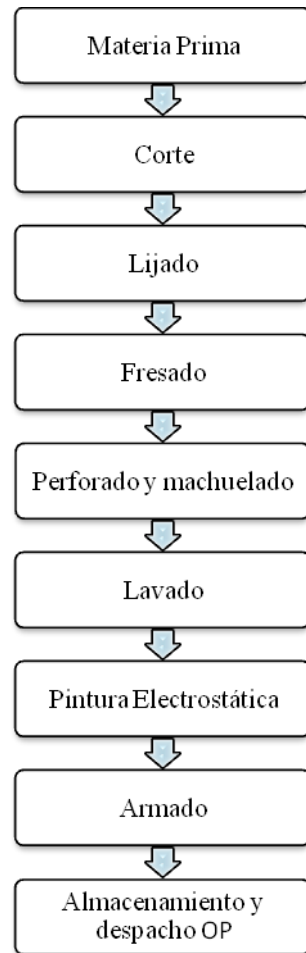 Materia Prima
Corte
Lijado
Fresado
Perforado y machuelado
Lavado
Pintura Electrostática
Armado
Almacenamiento y
despacho OP